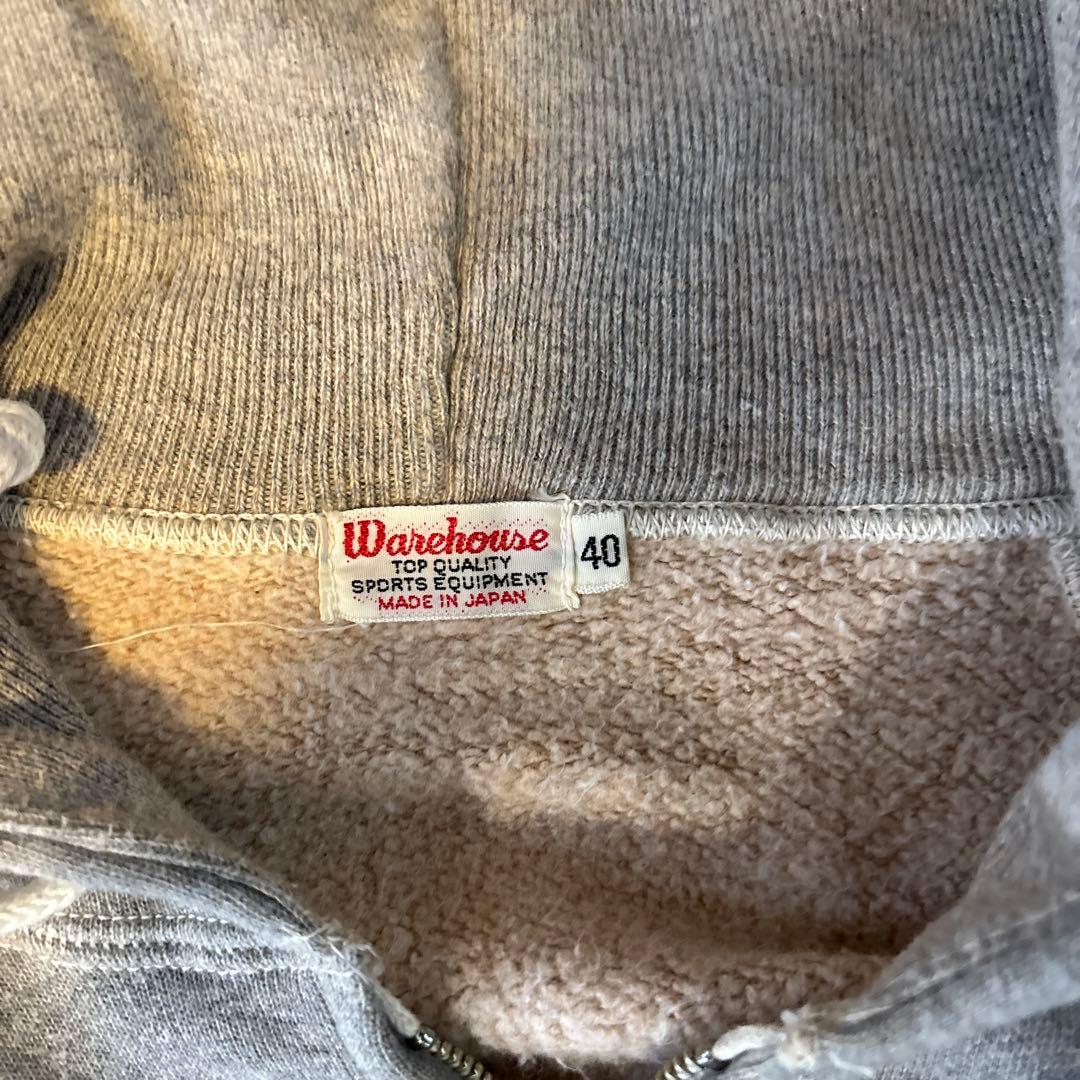 Warehouse
TOP QUALITY
SPORTS EQUIPMENT
MADE IN JAPAN
40